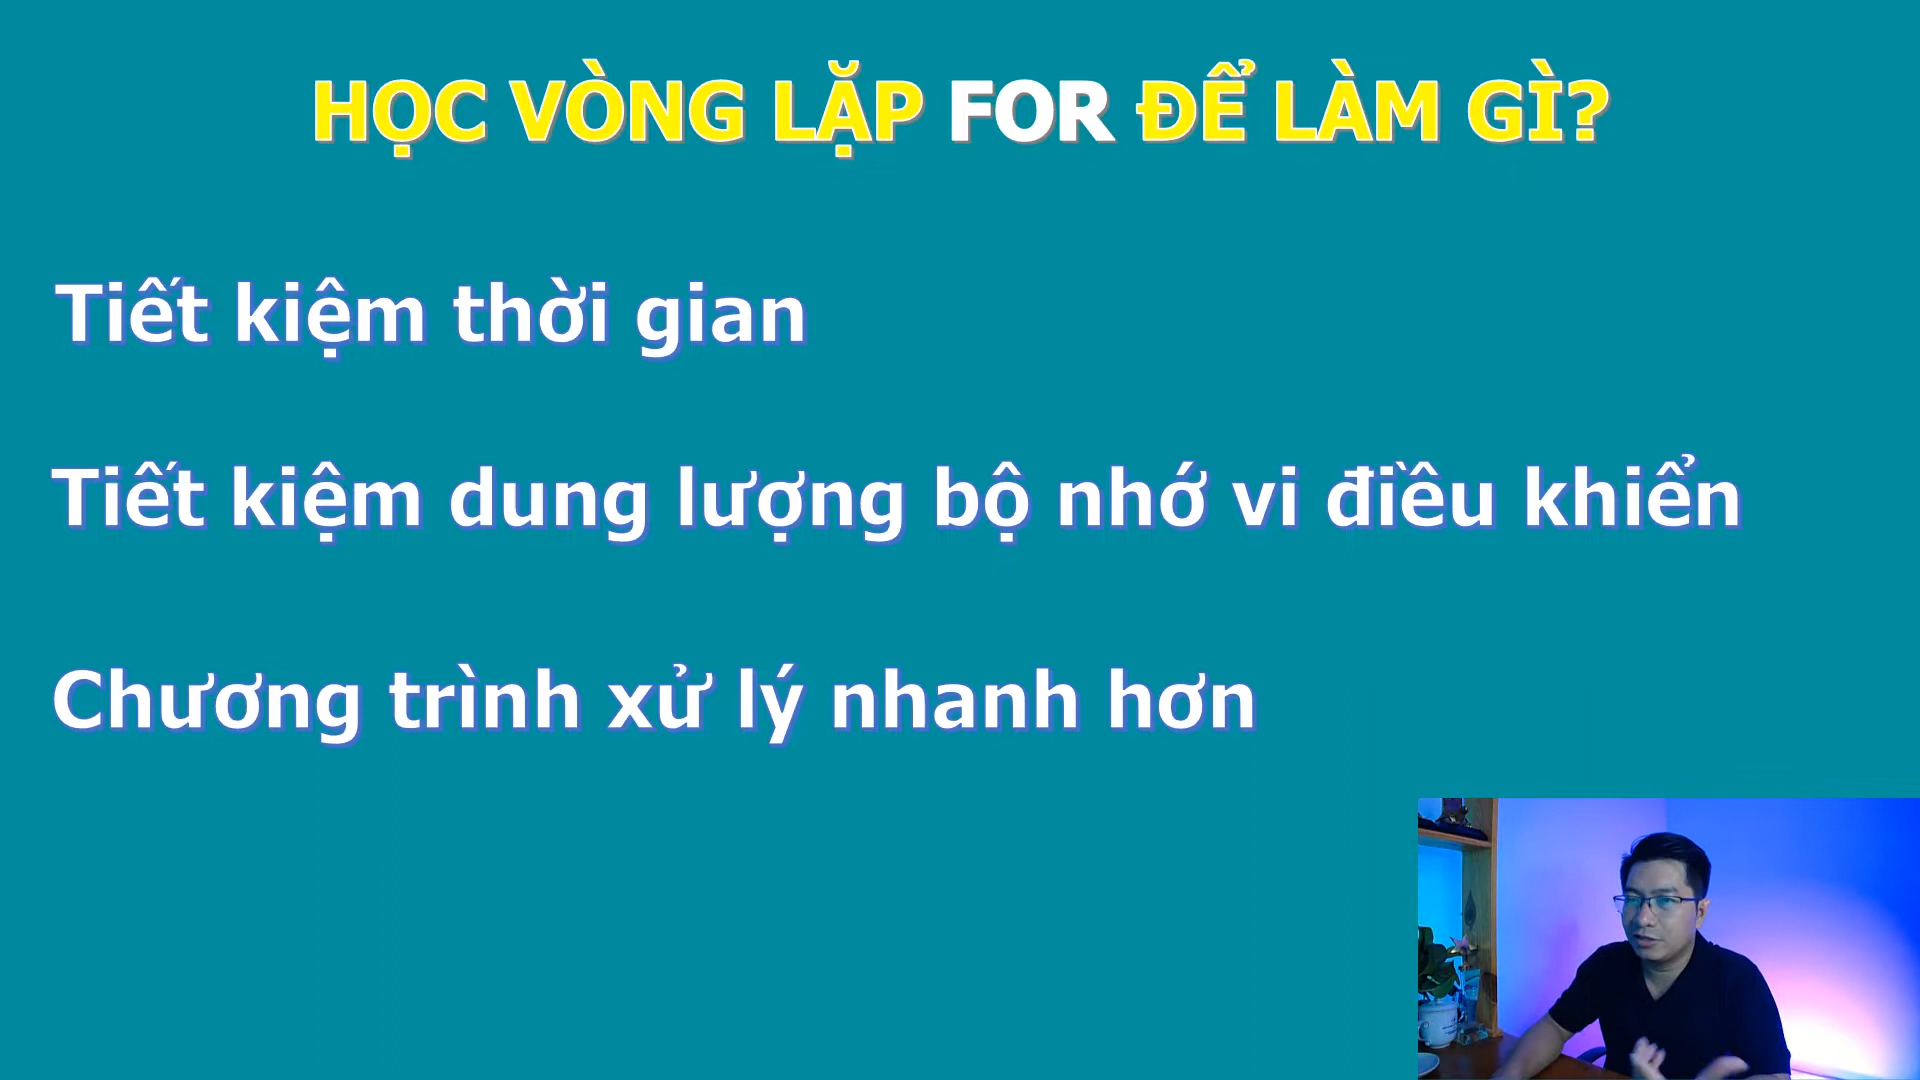 HỌC VÒNG LẶP FOR ĐỂ LÀM GÌ?
Tiết kiệm thời gian
Tiết kiệm dung lượng bộ nhớ vi điều khiển
Chương trình xử lý nhanh hơn